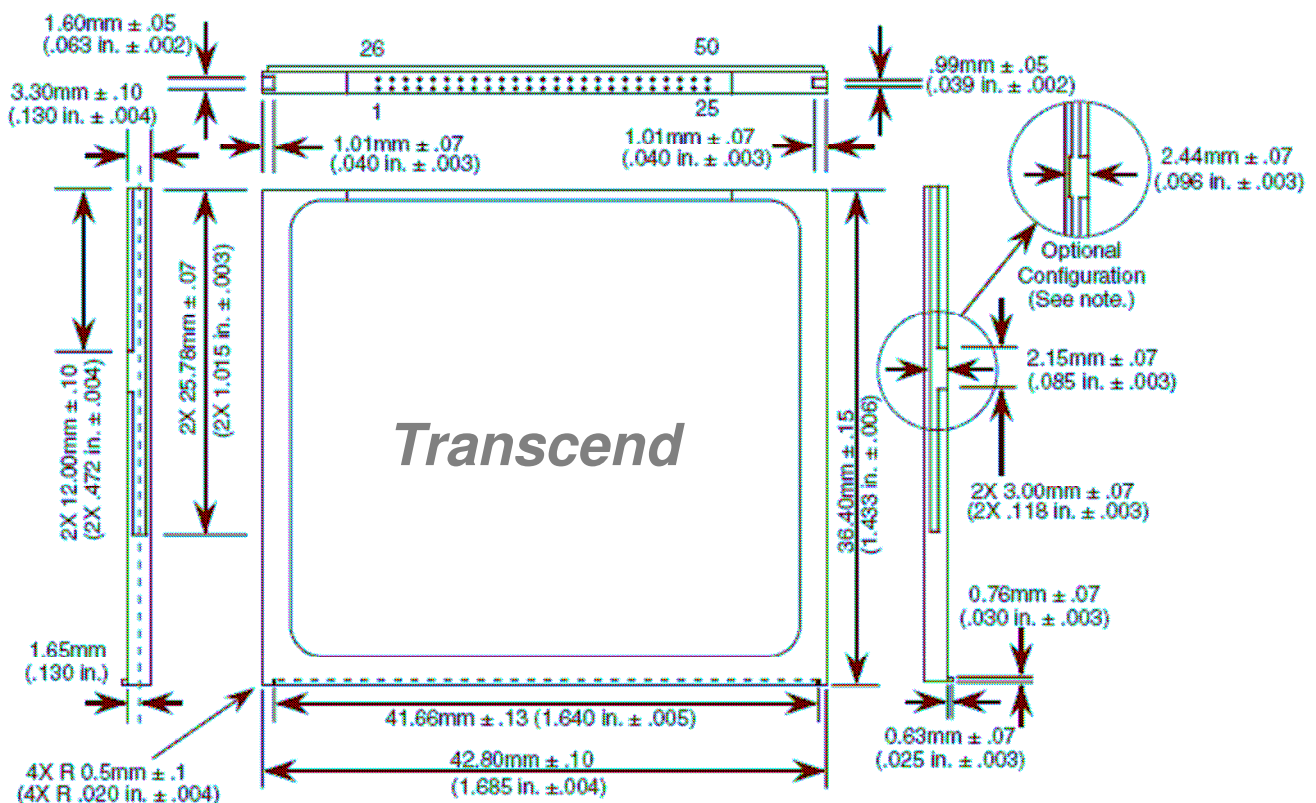 1.60mm ± .05
(.063 in. ± .002)
26
50
.99mm ± .05
(.039 in. ± .002)
3.30mm ± .10
(.130 in. ± .004)
1
25
1.01mm ± .07
(.040 in. ± .003)
1.01mm ± .07
(.040 in. ± .003)
2.44mm ± .07
(.096 in. ± .003)
Optional
Configuration
(See note.)
2X 12.00mm ± .10
(2X .472 in. ± .004)
2X 25.78mm ± .07
(2X 1.015 in. ± .003)
Transcend
36.40mm ± .15
(1.433 in. ± .006)
2.15mm ± .07
(.085 in. ± .003)
2X 3.00mm ± .07
(2X .118 in. ± .003)
0.76mm ± .07
(.030 in. ± .003)
1.65mm
(.130 in.)
41.66mm ± .13 (1.640 in. ± .005)
0.63mm ± .07
(.025 in. ± .003)
42.80mm ± .10
(1.685 in. ± .004)
4X R 0.5mm ± .1
(4X R .020 in. ± .004)